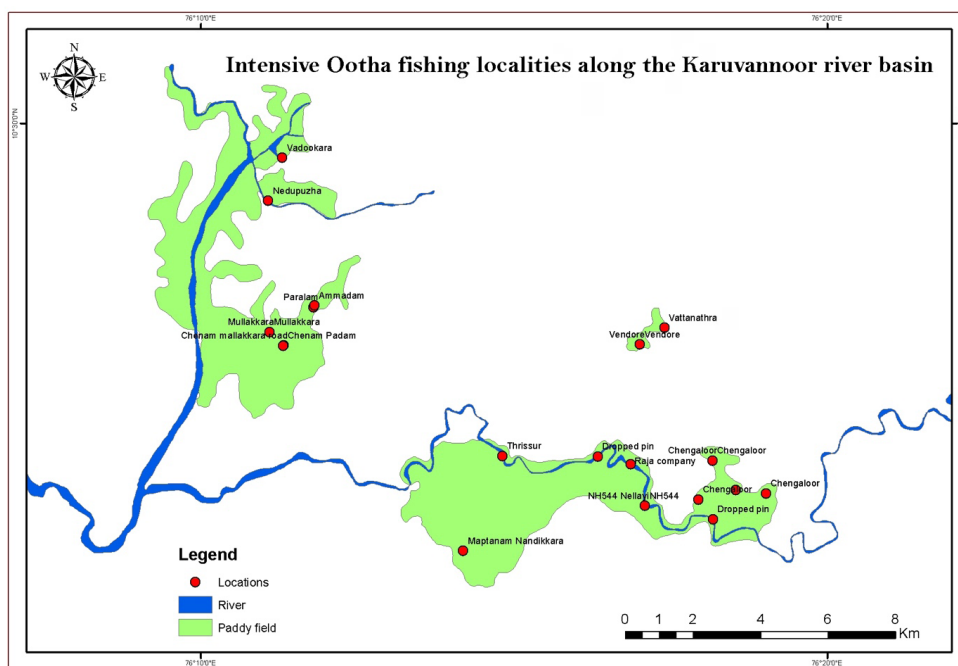 76°10'0"E
76°20'0"E
N
W
E
S
Intensive Ootha fishing localities along the Karuvannoor river basin
10°30'0"N
Vadookara
Nedupuzha
Paralam
Ammadam
MullakkaraMullakkara
Chenam mallakkara roadChenam Padam
Vattanathra
VendoreVendore
Thrissur
Dropped pin
Raja company
ChengaloorChengaloor
NH544 NellayiNH544
Chengaloor
Chengaloor
Dropped pin
Maptanam Nandikkara
Legend
Locations
River
Paddy field
0 1 2 4 6 8
Km
76°10'0"E
76°20'0"E